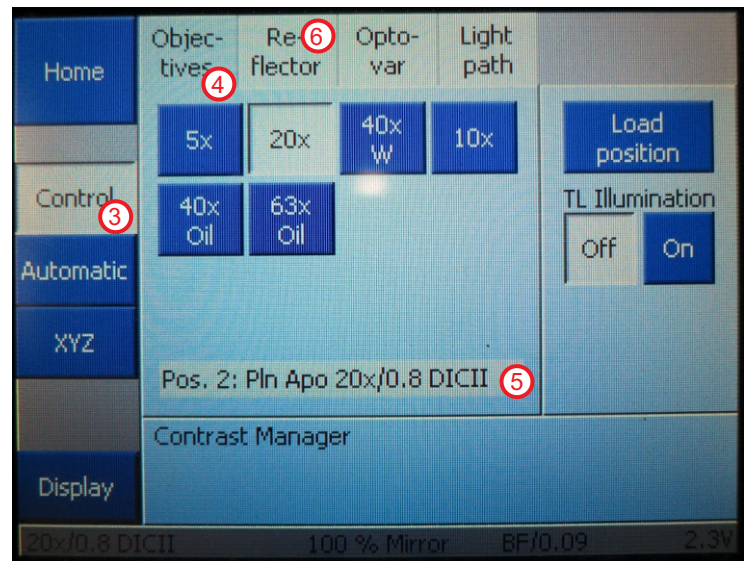 Home
Control
3
Automatic
XYZ
Display
Objec-
tives
4
Re-
flector
6
Opto-
var
Light
path
5x
20x
40x
W
10x
40x
Oil
63x
Oil
Pos. 2: Pln Apo 20x/0.8 DICII
5
Load
position
TL Illumination
Off
On
Contrast Manager
20x/0.8 DICII 100 % Mirror BF/0.09 2.3V